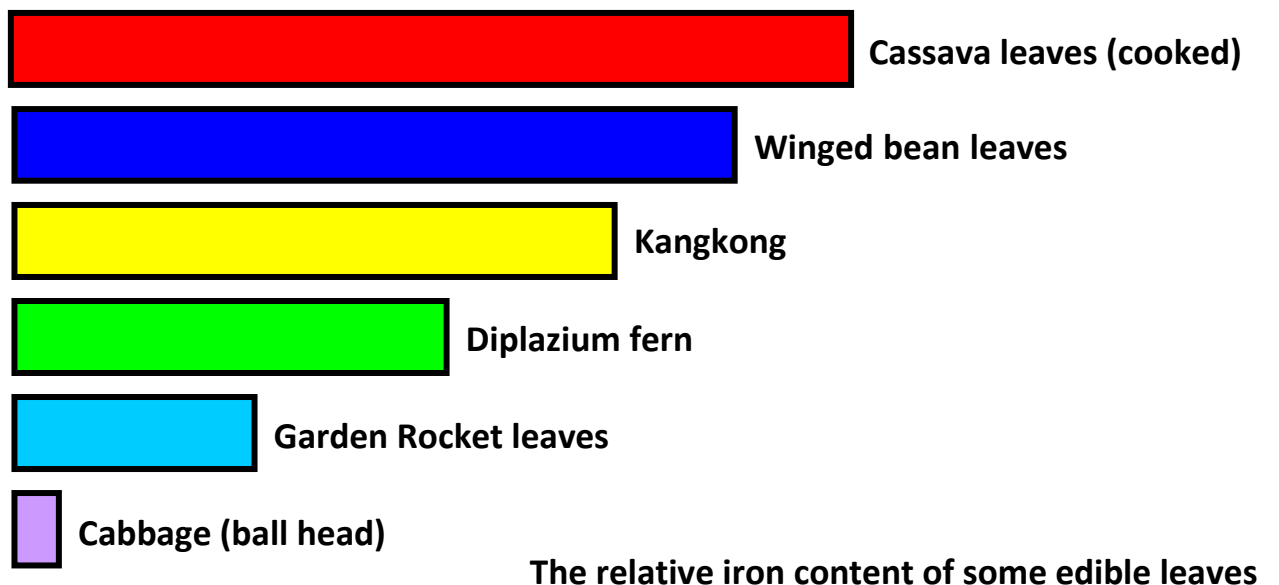 Cassava leaves (cooked)
Winged bean leaves
Kangkong
Diplazium fern
Garden Rocket leaves
Cabbage (ball head)
The relative iron content of some edible leaves